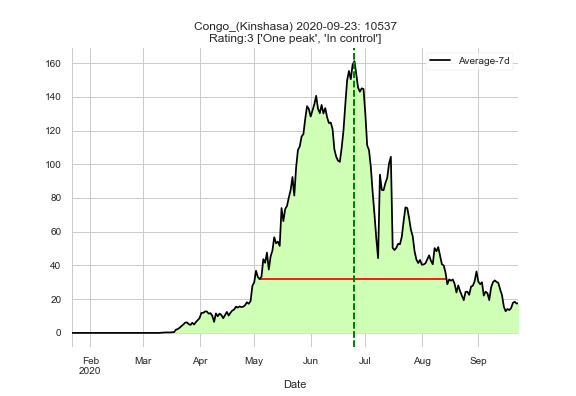 Congo_(Kinshasa) 2020-09-23: 10537
Rating:3 ['One peak', 'In control']
Average-7d
160
140
120
100
80
60
40
20
0
Feb
2020
Mar
Apr
May
Jun
Jul
Aug
Sep
Date